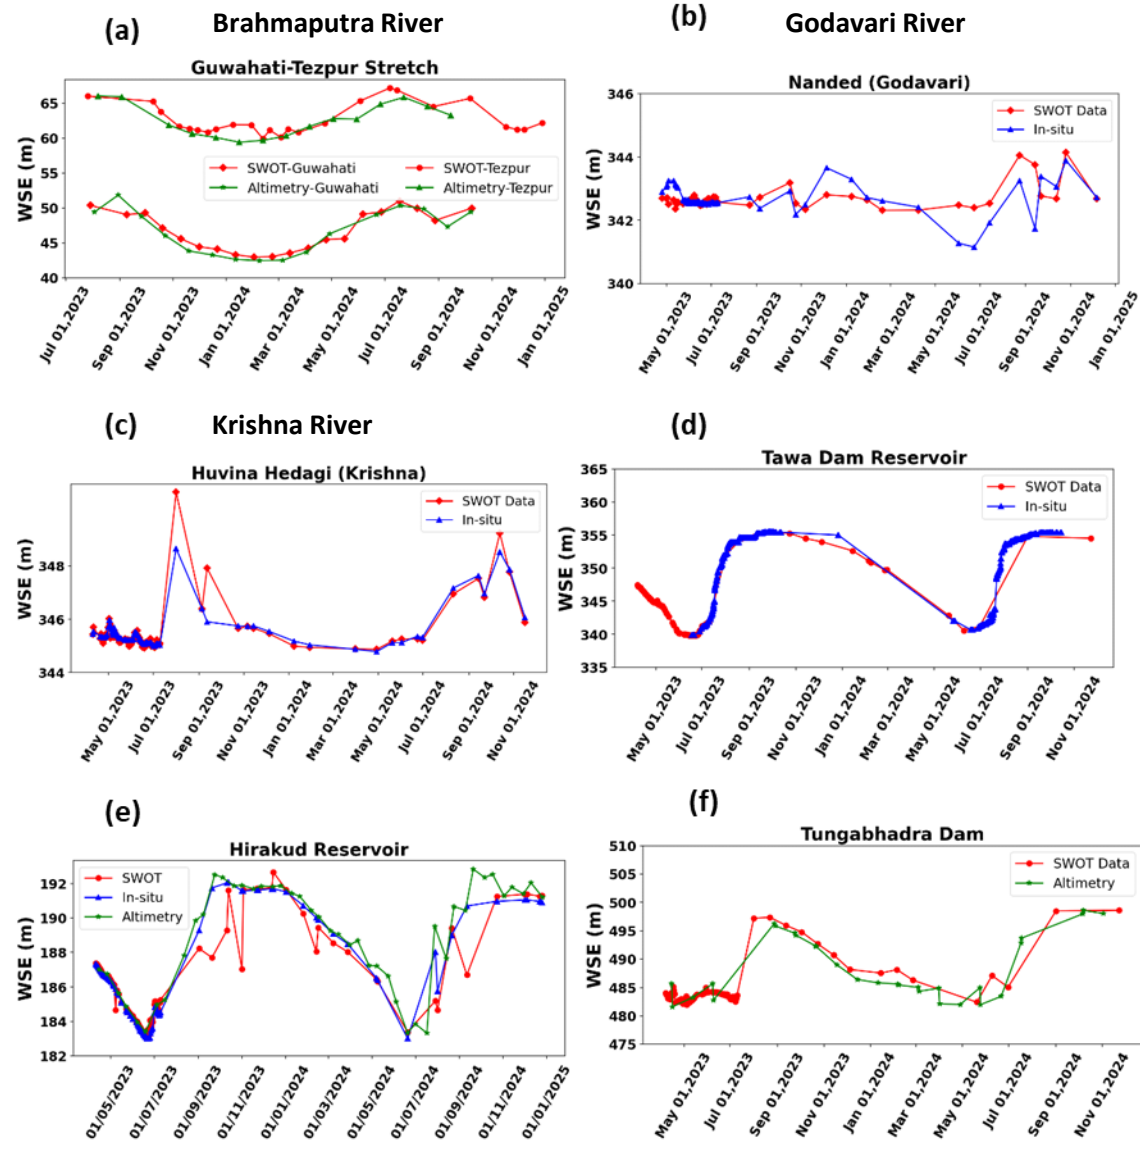 (a)
Brahmaputra River
Guwahati-Tezpur Stretch
WSE (m)
65
60
55
50
45
40
SWOT-Guwahati
SWOT-Tezpur
Altimetry-Guwahati
Altimetry-Tezpur
Jul 01,2023
Sep 01,2023
Nov 01,2023
Jan 01,2024
Mar 01,2024
May 01,2024
Jul 01,2024
Sep 01,2024
Nov 01,2024
Jan 01,2025
(b)
Godavari River
Nanded (Godavari)
WSE (m)
346
344
342
340
SWOT Data
In-situ
May 01,2023
Jul 01,2023
Sep 01,2023
Nov 01,2023
Jan 01,2024
Mar 01,2024
May 01,2024
Jul 01,2024
Sep 01,2024
Nov 01,2024
Jan 01,2025
(c)
Krishna River
Huvina Hedagi (Krishna)
WSE (m)
348
346
344
SWOT Data
In-situ
May 01,2023
Jul 01,2023
Sep 01,2023
Nov 01,2023
Jan 01,2024
Mar 01,2024
May 01,2024
Jul 01,2024
Sep 01,2024
Nov 01,2024
(d)
Tawa Dam Reservoir
WSE (m)
365
360
355
350
345
340
335
SWOT Data
In-situ
May 01,2023
Jul 01,2023
Sep 01,2023
Nov 01,2023
Jan 01,2024
Mar 01,2024
May 01,2024
Jul 01,2024
Sep 01,2024
Nov 01,2024
(e)
Hirakud Reservoir
WSE (m)
192
190
188
186
184
182
SWOT
In-situ
Altimetry
01/05/2023
01/07/2023
01/09/2023
01/11/2023
01/01/2024
01/03/2024
01/05/2024
01/07/2024
01/09/2024
01/11/2024
01/01/2025
(f)
Tungabhadra Dam
WSE (m)
510
505
500
495
490
485
480
475
SWOT Data
Altimetry
May 01,2023
Jul 01,2023
Sep 01,2023
Nov 01,2023
Jan 01,2024
Mar 01,2024
May 01,2024
Jul 01,2024
Sep 01,2024
Nov 01,2024